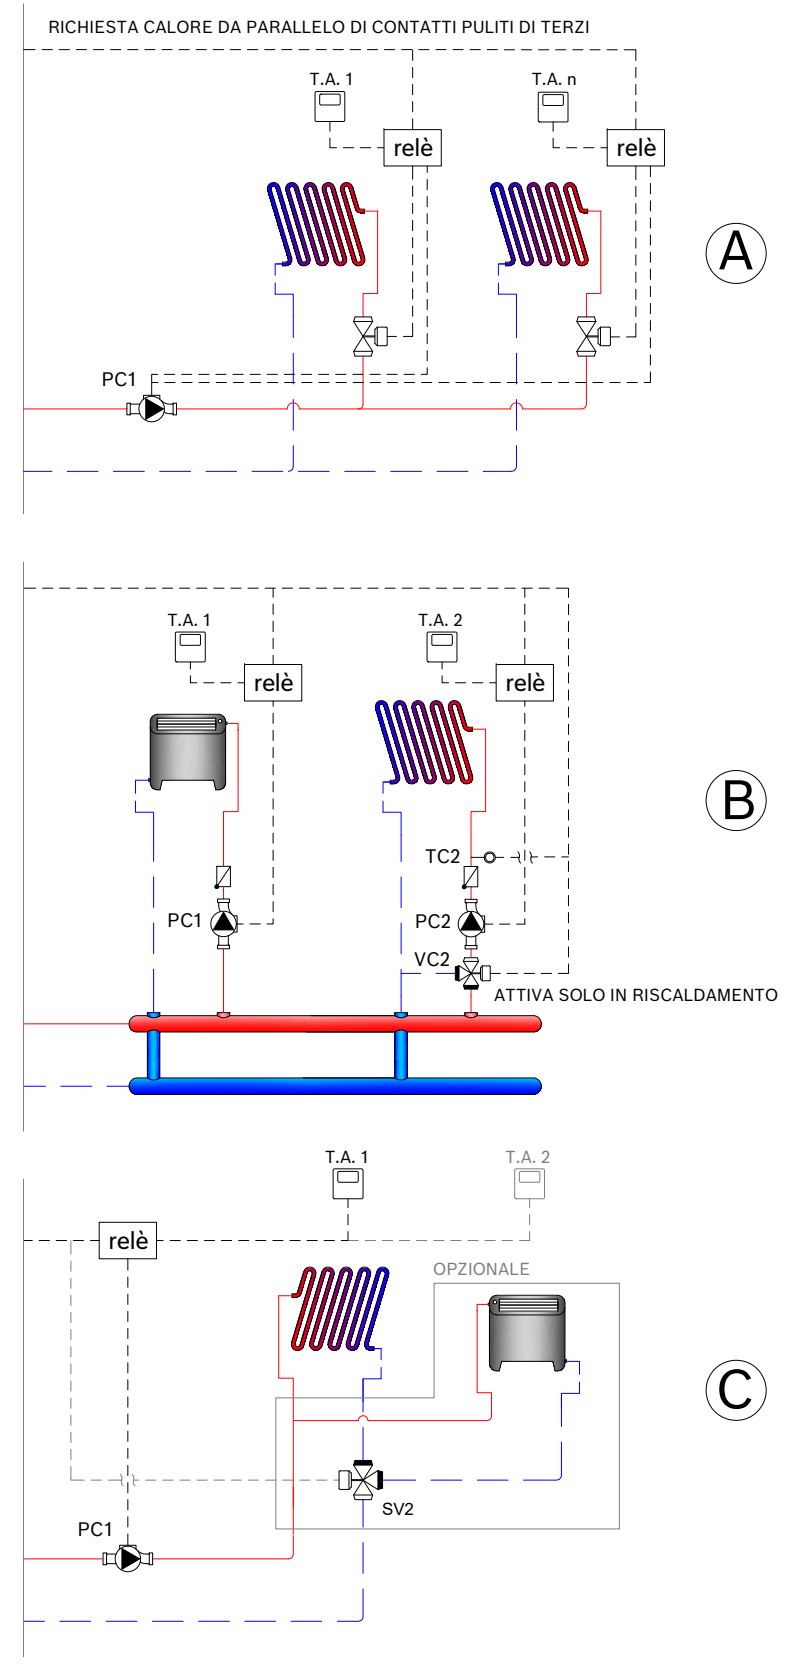 RICHIESTA CALORE DA PARALLELO DI CONTATTI PULITI DI TERZI
T.A. 1
T.A. n
relè
relè
A
PC1
T.A. 1
T.A. 2
relè
relè
B
TC2
PC1
PC2
VC2
ATTIVA SOLO IN RISCALDAMENTO
T.A. 1
T.A. 2
relè
OPZIONALE
C
SV2
PC1